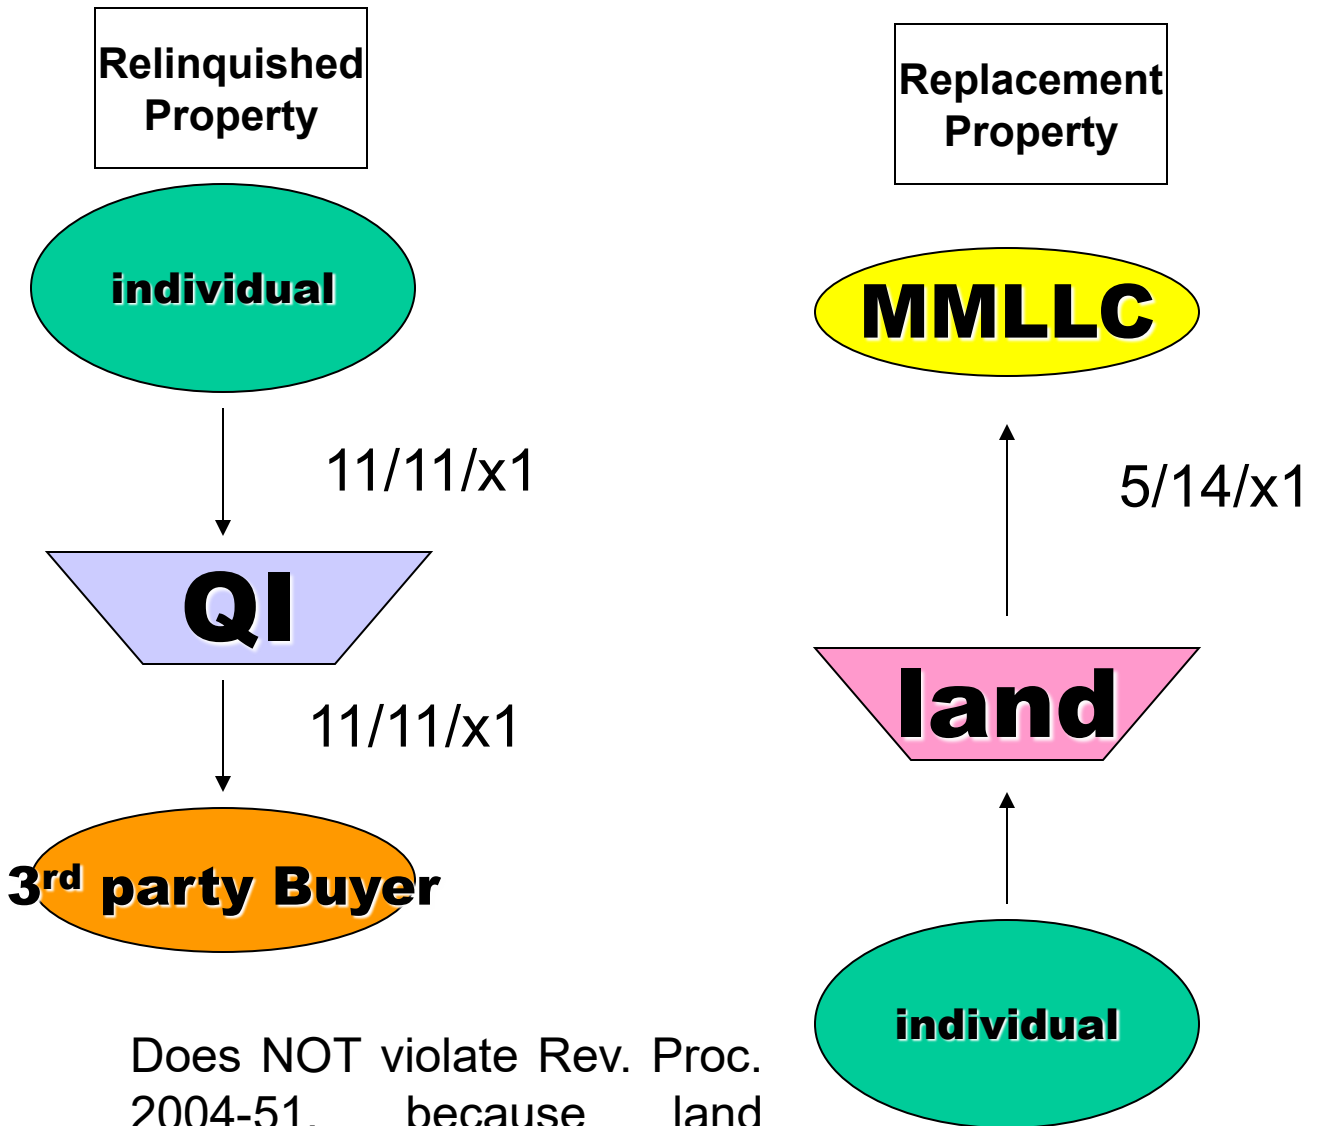 Relinquished
Property
individual
11/11/x1
QI
11/11/x1
3rd party Buyer
Does NOT violate Rev. Proc.
2004-51, because land
Replacement
Property
MMLLC
5/14/x1
land
individual